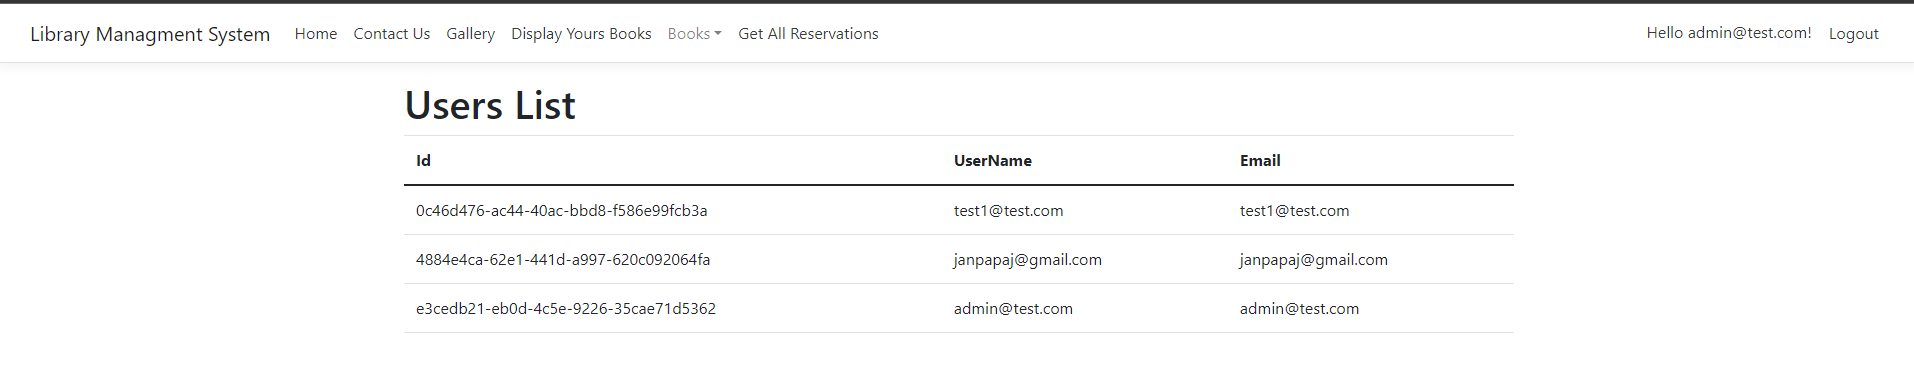 Library Managment System Home Contact Us Gallery Display Yours Books Books Get All Reservations Hello admin@test.com! Logout
Users List
Id UserName Email
0c46d476-ac44-40ac-bbd8-f586e99fcb3a test1@test.com test1@test.com
4884e4ca-62e1-441d-a997-620c092064fa janpapaj@gmail.com janpapaj@gmail.com
e3cedb21-eb0d-4c5e-9226-35cae71d5362 admin@test.com admin@test.com